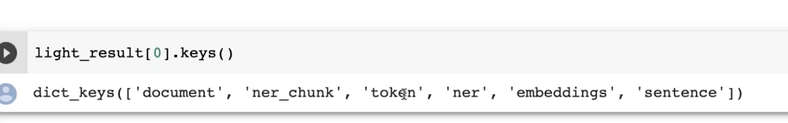 light_result[0].keys()
dict_keys(['document', 'ner_chunk', 'token', 'ner', 'embeddings', 'sentence'])